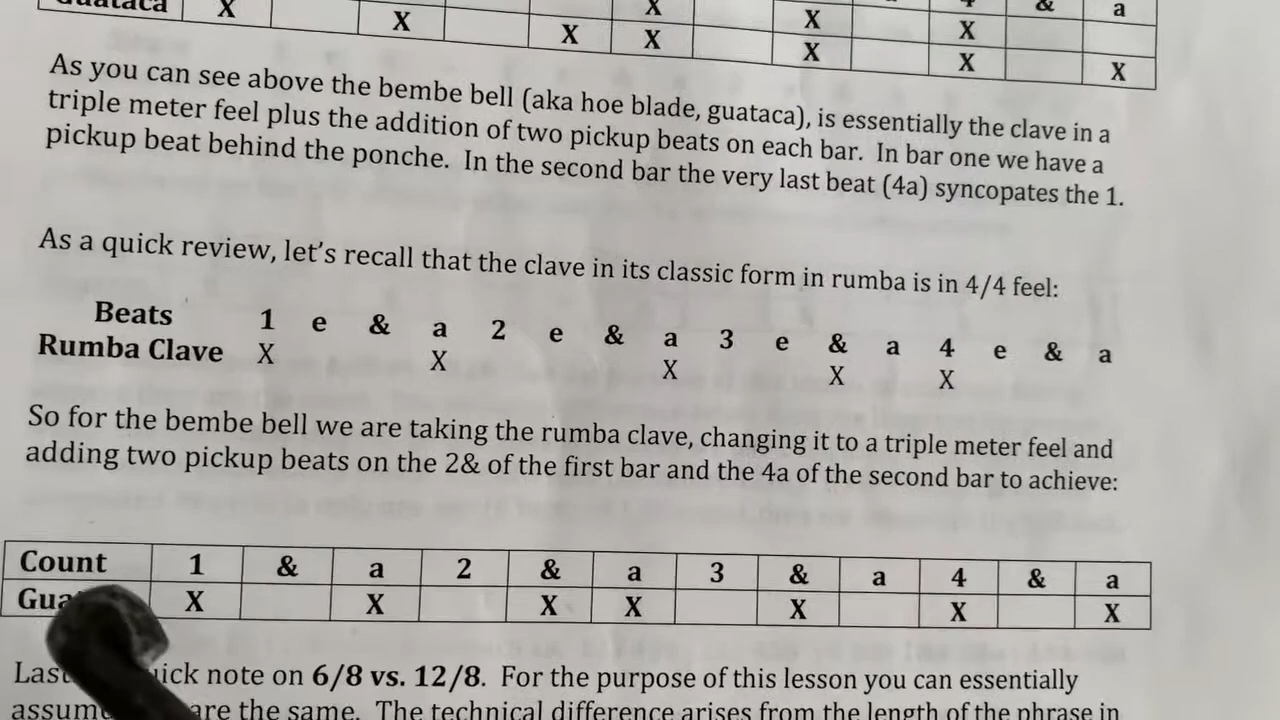 X & a
X X
Guataca X X X X X X X
As you can see above the bembe bell (aka hoe blade, guataca), is essentially the clave in a
triple meter feel plus the addition of two pickup beats on each bar. In bar one we have a
pickup beat behind the ponche. In the second bar the very last beat (4a) syncopates the 1.
As a quick review, let's recall that the clave in its classic form in rumba is in 4/4 feel:
Beats 1 e & a 2 e & a 3 e & a 4 e & a
Rumba Clave X X X X X
So for the bembe bell we are taking the rumba clave, changing it to a triple meter feel and
adding two pickup beats on the 2& of the first bar and the 4a of the second bar to achieve:
Count 1 & a 2 & a 3 & a 4 & a
Gua X X X X X X X
Las ick note on 6/8 vs. 12/8. For the purpose of this lesson you can essentially
assum are the same. The technical difference arises from the length of the phrase in